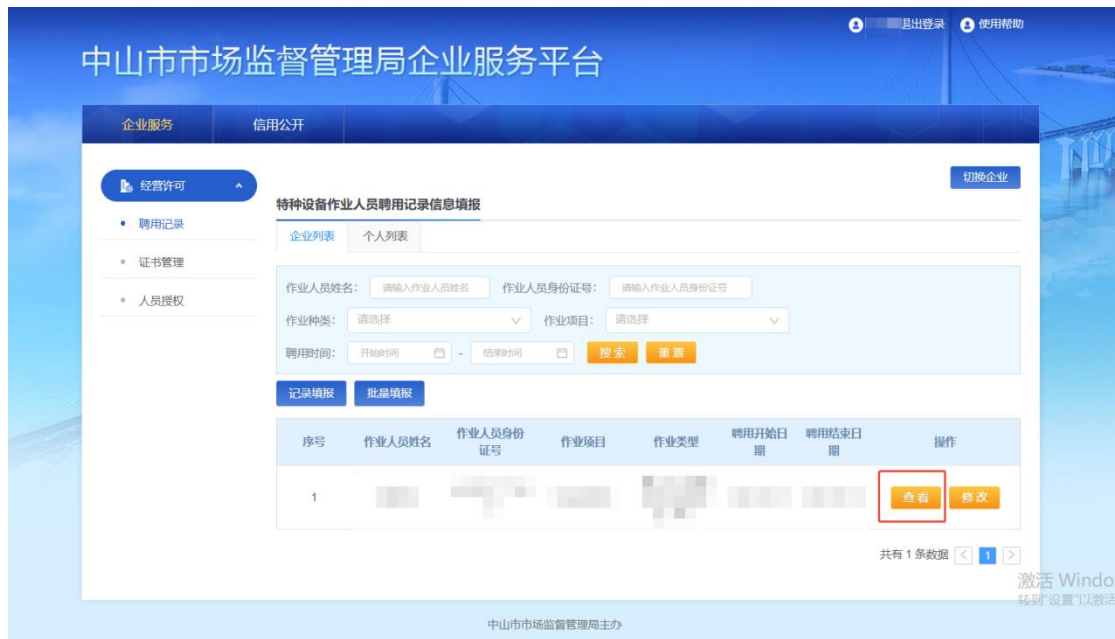 退出登录 使用帮助
中山市市场监督管理局企业服务平台
企业服务 信用公开
经营许可
切换企业
特种设备作业人员聘用记录信息填报
聘用记录
企业列表 个人列表
证书管理
作业人员姓名： 请输入作业人员姓名 作业人员身份证号： 请输入作业人员身份证号
人员授权
作业种类： 请选择 作业项目： 请选择
聘用时间： 开始时间 - 结束时间 搜索 重置
记录填报 批量填报
序号 作业人员姓名 作业人员身份证号 作业项目 作业类型 聘用开始日期 聘用结束日期 操作
1 查看 修改
共有 1 条数据 < 1 >
激活 Windo
转到"设置"以激活
中山市市场监督管理局主办